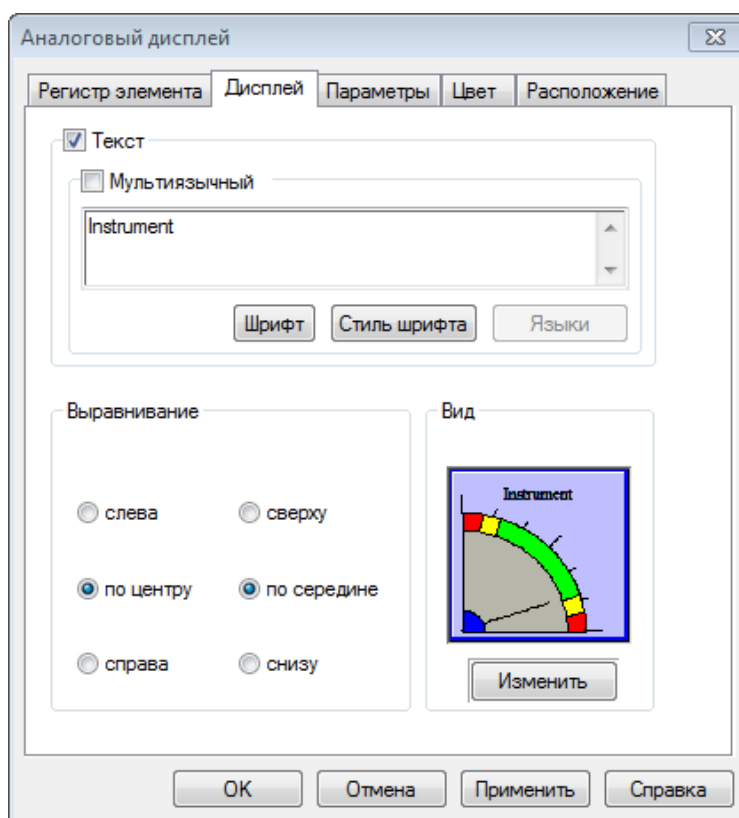 Аналоговый дисплей
Регистр элемента Дисплей Параметры Цвет Расположение
Текст
Мультиязычный
Instrument
Шрифт Стиль шрифта Языки
Выравнивание Вид
Instrument
слева сверху
по центру по середине
справа снизу
Изменить
OK Отмена Применить Справка